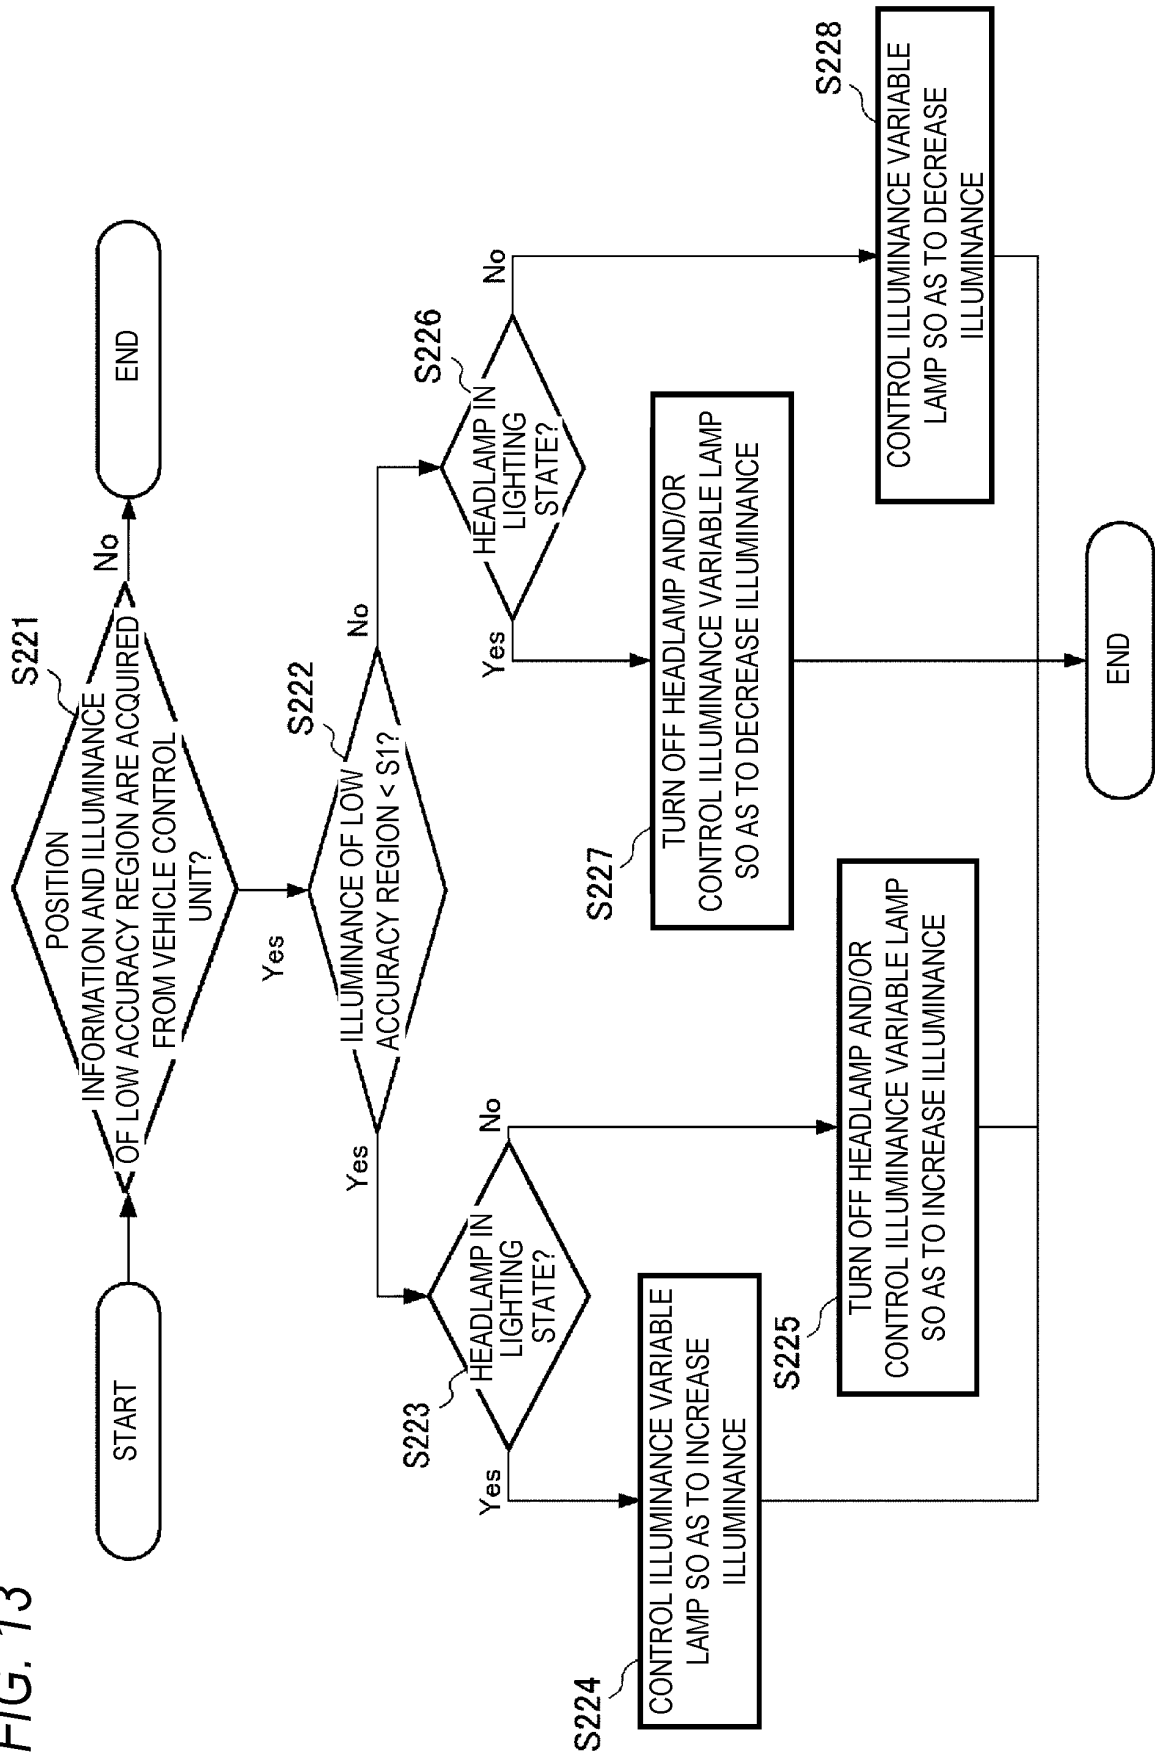 FIG. 13
START
POSITION
INFORMATION AND ILLUMINANCE
OF LOW ACCURACY REGION ARE ACQUIRED
FROM VEHICLE CONTROL
UNIT?
S221
No
END
Yes
ILLUMINANCE OF LOW
ACCURACY REGION < S1?
S222
Yes
No
S223
HEADLAMP IN
LIGHTING
STATE?
Yes
No
S226
HEADLAMP IN
LIGHTING
STATE?
Yes
No
S224
CONTROL ILLUMINANCE VARIABLE
LAMP SO AS TO INCREASE
ILLUMINANCE
S225
TURN OFF HEADLAMP AND/OR
CONTROL ILLUMINANCE VARIABLE LAMP
SO AS TO INCREASE ILLUMINANCE
S227
TURN OFF HEADLAMP AND/OR
CONTROL ILLUMINANCE VARIABLE LAMP
SO AS TO DECREASE ILLUMINANCE
S228
CONTROL ILLUMINANCE VARIABLE
LAMP SO AS TO DECREASE
ILLUMINANCE
END